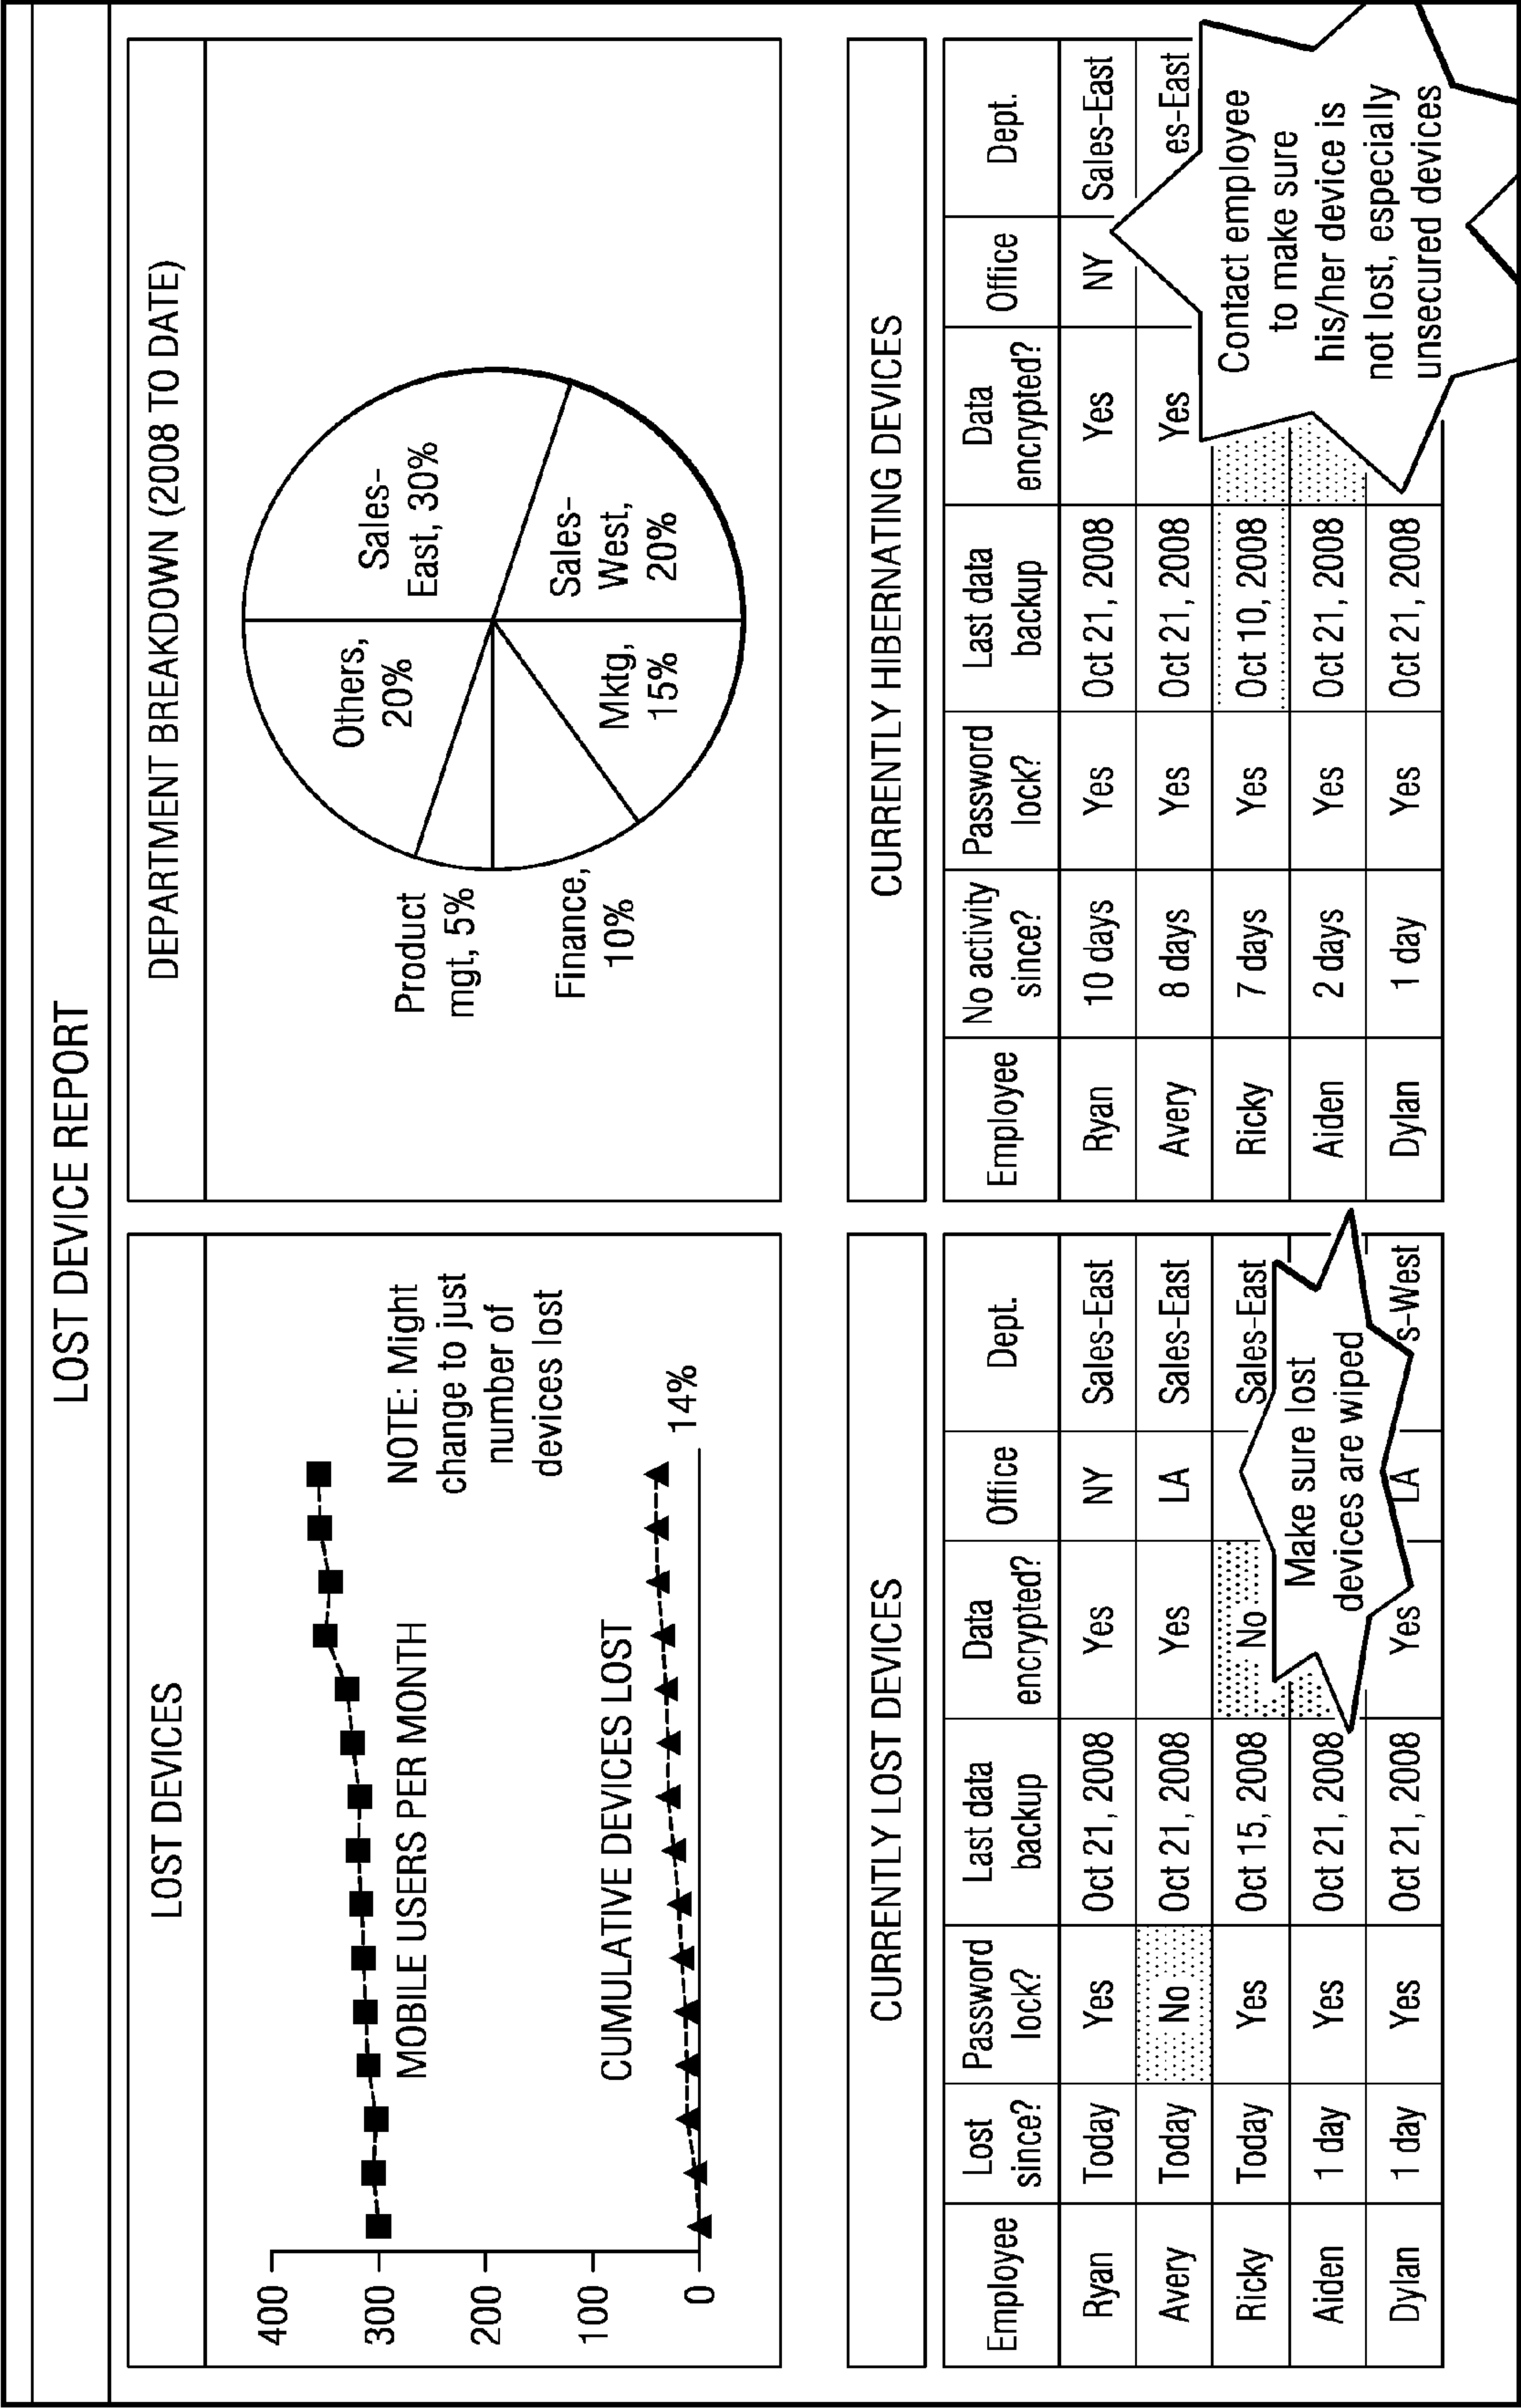 LOST DEVICE REPORT
LOST DEVICES
400
300
200
100
0
MOBILE USERS PER MONTH
CUMULATIVE DEVICES LOST
NOTE: Might
change to just
number of
devices lost
14%
DEPARTMENT BREAKDOWN (2008 TO DATE)
Others,
20%
Sales-
East, 30%
Product
mgt, 5%
Finance,
10%
Mktg,
15%
Sales-
West,
20%
CURRENTLY LOST DEVICES
Employee Lost since? Password lock? Last data backup Data encrypted? Office Dept.
Ryan Today Yes Oct 21, 2008 Yes NY Sales-East
Avery Today No Oct 21, 2008 Yes LA Sales-East
Ricky Today Yes Oct 15, 2008 No Sales-East
Aiden 1 day Yes Oct 21, 2008
Dylan 1 day Yes Oct 21, 2008 Yes LA s-West
Make sure lost
devices are wiped
CURRENTLY HIBERNATING DEVICES
Employee No activity since? Password lock? Last data backup Data encrypted? Office Dept.
Ryan 10 days Yes Oct 21, 2008 Yes NY Sales-East
Avery 8 days Yes Oct 21, 2008 Yes es-East
Ricky 7 days Yes Oct 10, 2008
Aiden 2 days Yes Oct 21, 2008
Dylan 1 day Yes Oct 21, 2008
Contact employee
to make sure
his/her device is
not lost, especially
unsecured devices